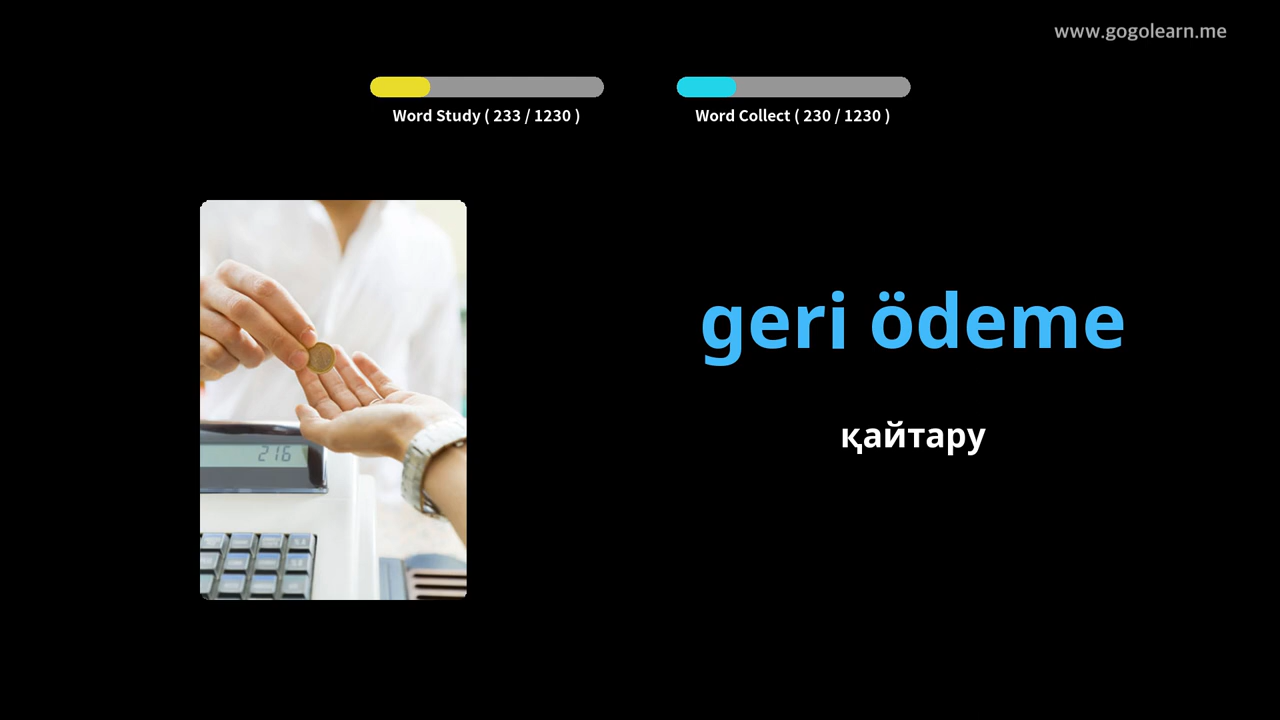 www.gogolearn.me
Word Study ( 233 / 1230 )
Word Collect ( 230 / 1230 )
geri ödeme
қайтару
216